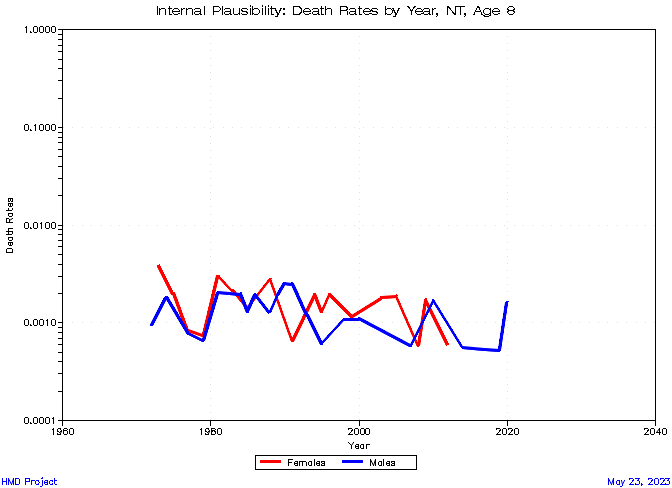 Internal Plausibility: Death Rates by Year, NT, Age 8
1.0000
0.1000
0.0100
0.0010
0.0001
Death Rates
1960 1980 2000 2020 2040
Year
Females Males
HMD Project May 23, 2023